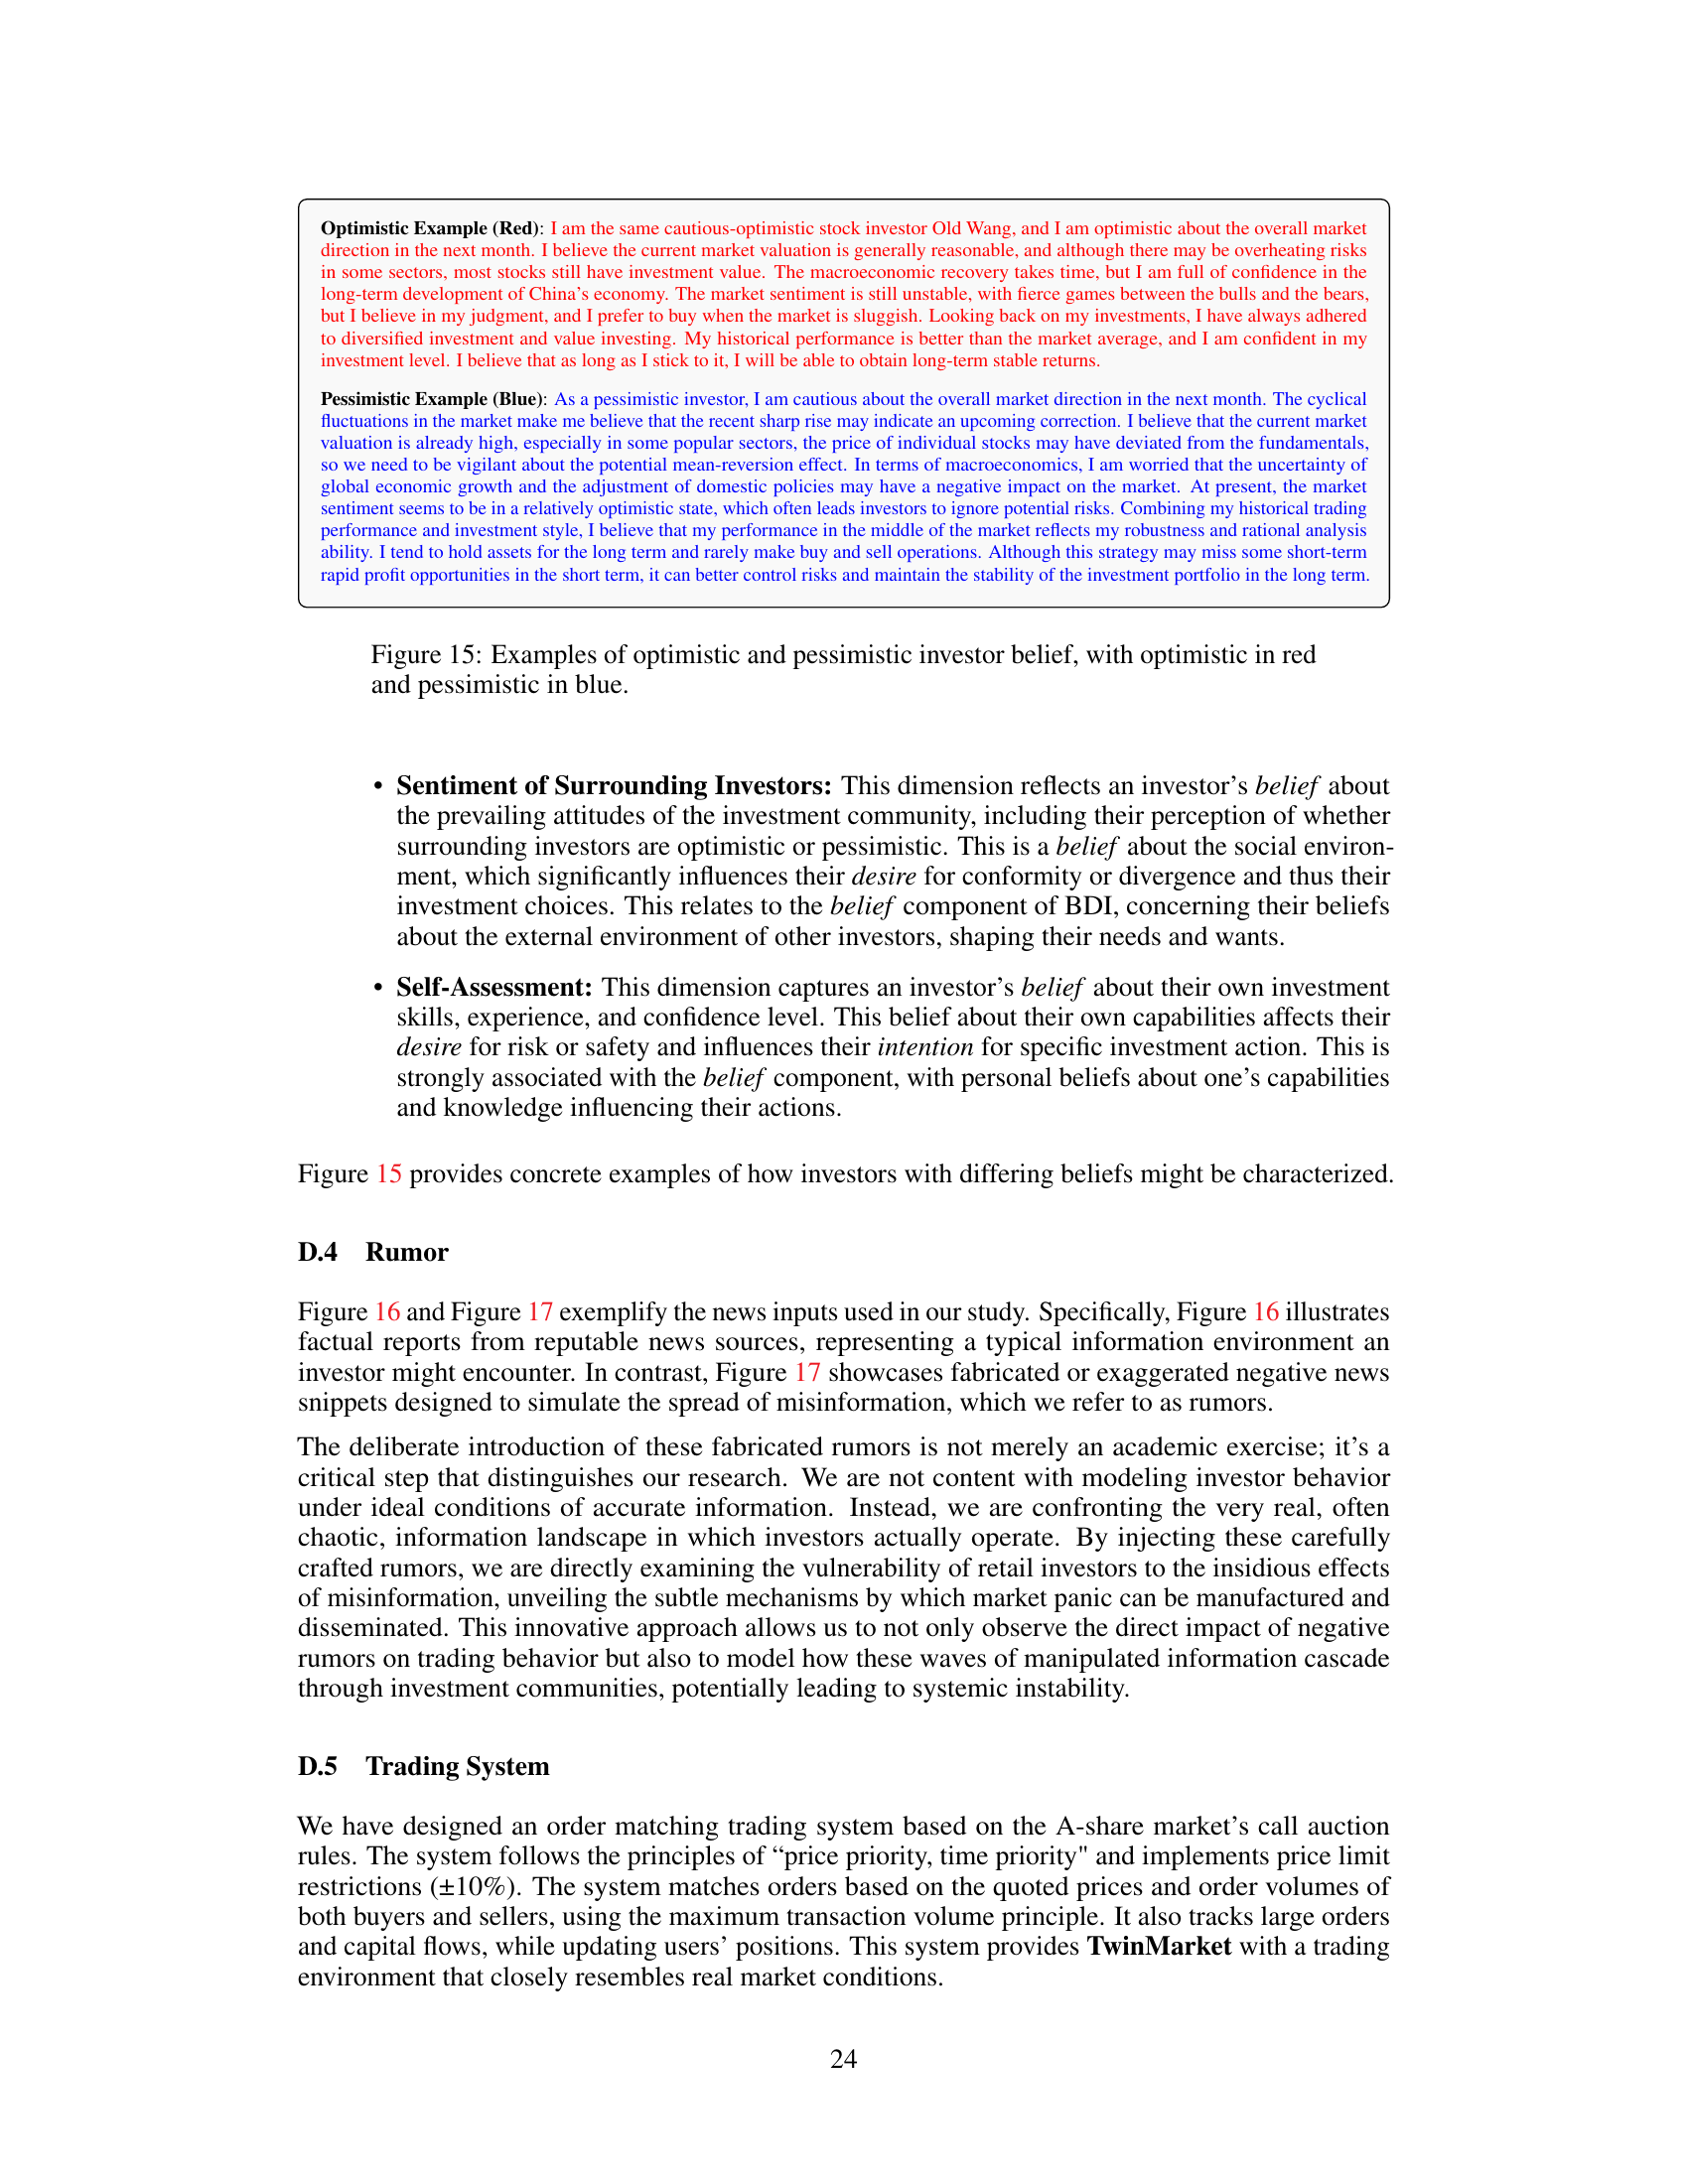 Optimistic Example (Red): I am the same cautious-optimistic stock investor Old Wang, and I am optimistic about the overall market
direction in the next month. I believe the current market valuation is generally reasonable, and although there may be overheating risks
in some sectors, most stocks still have investment value. The macroeconomic recovery takes time, but I am full of confidence in the
long-term development of China's economy. The market sentiment is still unstable, with fierce games between the bulls and the bears,
but I believe in my judgment, and I prefer to buy when the market is sluggish. Looking back on my investments, I have always adhered
to diversified investment and value investing. My historical performance is better than the market average, and I am confident in my
investment level. I believe that as long as I stick to it, I will be able to obtain long-term stable returns.
Pessimistic Example (Blue): As a pessimistic investor, I am cautious about the overall market direction in the next month. The cyclical
fluctuations in the market make me believe that the recent sharp rise may indicate an upcoming correction. I believe that the current market
valuation is already high, especially in some popular sectors, the price of individual stocks may have deviated from the fundamentals,
so we need to be vigilant about the potential mean-reversion effect. In terms of macroeconomics, I am worried that the uncertainty of
global economic growth and the adjustment of domestic policies may have a negative impact on the market. At present, the market
sentiment seems to be in a relatively optimistic state, which often leads investors to ignore potential risks. Combining my historical trading
performance and investment style, I believe that my performance in the middle of the market reflects my robustness and rational analysis
ability. I tend to hold assets for the long term and rarely make buy and sell operations. Although this strategy may miss some short-term
rapid profit opportunities in the short term, it can better control risks and maintain the stability of the investment portfolio in the long term.
Figure 15: Examples of optimistic and pessimistic investor belief, with optimistic in red
and pessimistic in blue.
• Sentiment of Surrounding Investors: This dimension reflects an investor's belief about
the prevailing attitudes of the investment community, including their perception of whether
surrounding investors are optimistic or pessimistic. This is a belief about the social environ-
ment, which significantly influences their desire for conformity or divergence and thus their
investment choices. This relates to the belief component of BDI, concerning their beliefs
about the external environment of other investors, shaping their needs and wants.
• Self-Assessment: This dimension captures an investor's belief about their own investment
skills, experience, and confidence level. This belief about their own capabilities affects their
desire for risk or safety and influences their intention for specific investment action. This is
strongly associated with the belief component, with personal beliefs about one's capabilities
and knowledge influencing their actions.
Figure 15 provides concrete examples of how investors with differing beliefs might be characterized.
D.4 Rumor
Figure 16 and Figure 17 exemplify the news inputs used in our study. Specifically, Figure 16 illustrates
factual reports from reputable news sources, representing a typical information environment an
investor might encounter. In contrast, Figure 17 showcases fabricated or exaggerated negative news
snippets designed to simulate the spread of misinformation, which we refer to as rumors.
The deliberate introduction of these fabricated rumors is not merely an academic exercise; it's a
critical step that distinguishes our research. We are not content with modeling investor behavior
under ideal conditions of accurate information. Instead, we are confronting the very real, often
chaotic, information landscape in which investors actually operate. By injecting these carefully
crafted rumors, we are directly examining the vulnerability of retail investors to the insidious effects
of misinformation, unveiling the subtle mechanisms by which market panic can be manufactured and
disseminated. This innovative approach allows us to not only observe the direct impact of negative
rumors on trading behavior but also to model how these waves of manipulated information cascade
through investment communities, potentially leading to systemic instability.
D.5 Trading System
We have designed an order matching trading system based on the A-share market's call auction
rules. The system follows the principles of “price priority, time priority" and implements price limit
restrictions (±10%). The system matches orders based on the quoted prices and order volumes of
both buyers and sellers, using the maximum transaction volume principle. It also tracks large orders
and capital flows, while updating users' positions. This system provides TwinMarket with a trading
environment that closely resembles real market conditions.
24